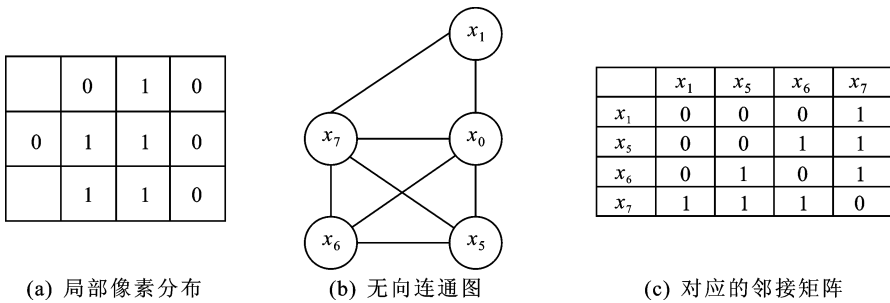 0 1 0
0 1 1 0
1 1 0
(a) 局部像素分布
x₁
x₇ x₀
x₆ x₅
(b) 无向连通图
x₁ x₅ x₆ x₇
x₁ 0 0 0 1
x₅ 0 0 1 1
x₆ 0 1 0 1
x₇ 1 1 1 0
(c) 对应的邻接矩阵